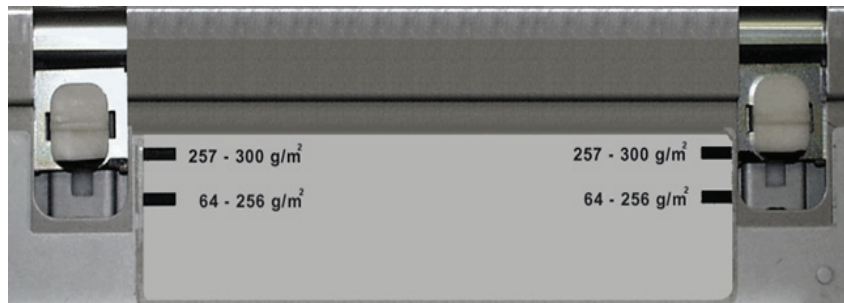 257 - 300 g/m² 257 - 300 g/m²
64 - 256 g/m² 64 - 256 g/m²